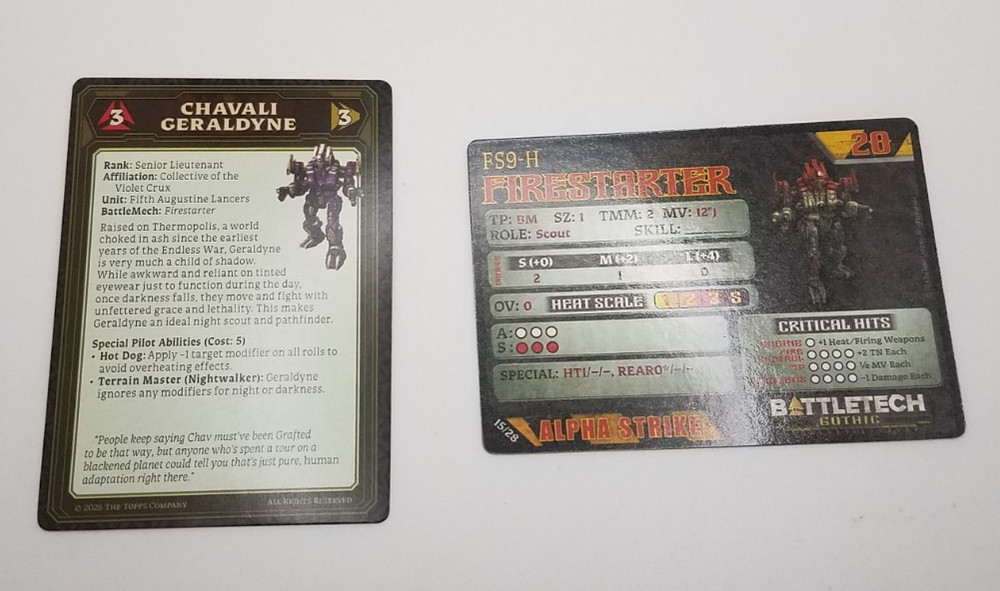 3
CHAVALI
GERALDYNE
3
Rank: Senior Lieutenant
Affiliation: Collective of the
Violet Crux
Unit: Fifth Augustine Lancers
BattleMech: Firestarter
Raised on Thermopolis, a world
choked in ash since the earliest
years of the Endless War, Geraldyne
is very much a child of shadow.
While awkward and reliant on tinted
eyewear just to function during the day,
once darkness falls, they move and fight with
unfettered grace and lethality. This makes
Geraldyne an ideal night scout and pathfinder.
Special Pilot Abilities (Cost: 5)
• Hot Dog: Apply –1 target modifier on all rolls to
avoid overheating effects.
• Terrain Master (Nightwalker): Geraldyne
ignores any modifiers for night or darkness.
"People keep saying Chav must've been Grafted
to be that way, but anyone who's spent a tour on a
blackened planet could tell you that's just pure, human
adaptation right there."
© 2025 THE TOPPS COMPANY
ALL RIGHTS RESERVED
28
FS9-H
FIRESTARTER
TP: BM SZ: 1 TMM: 2 MV: 12"j
ROLE: Scout SKILL:
S (+0) M (+2) L (+4)
2 1 0
OV: 0 HEAT SCALE 1 2 3 S
A:
S:
SPECIAL: HT1/–/–, REAR0*/–/–
CRITICAL HITS
+1 Heat/Firing Weapons
+2 TN Each
½ MV Each
–1 Damage Each
15/28
ALPHA STRIKE
BATTLETECH
GOTHIC